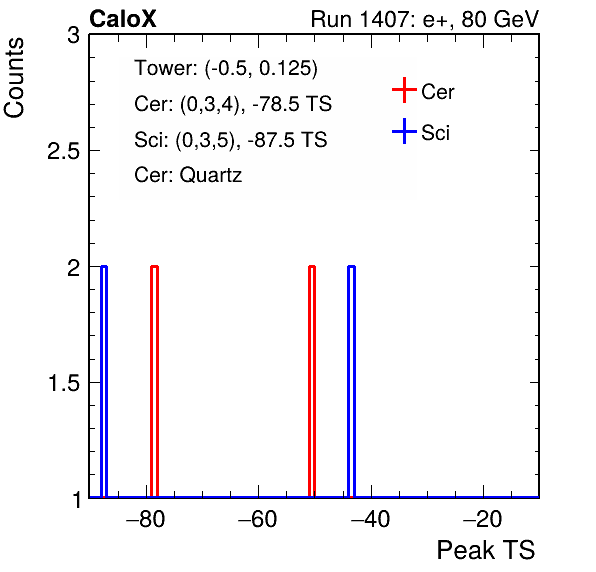 CaloX Run 1407: e+, 80 GeV
Counts
3
2.5
2
1.5
1
Tower: (-0.5, 0.125)
Cer: (0,3,4), -78.5 TS
Sci: (0,3,5), -87.5 TS
Cer: Quartz
Cer
Sci
−80 −60 −40 −20
Peak TS